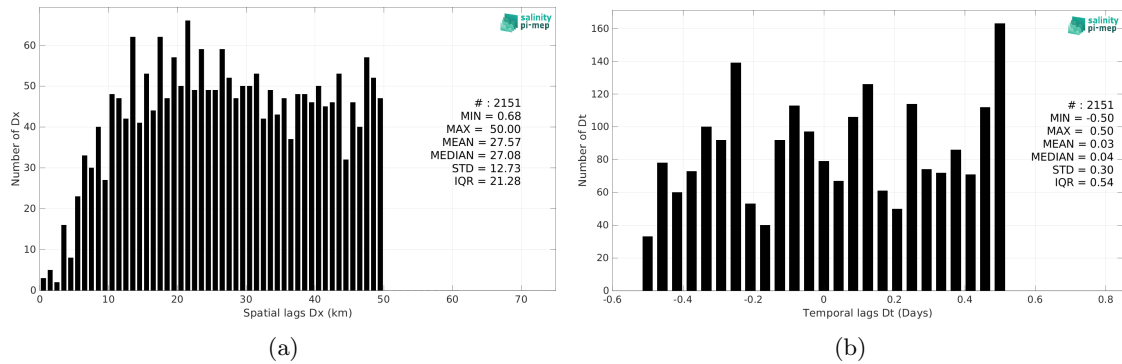 salinity
pi-mep
60
50
40
30
20
10
0
Number of Dx
# : 2151
MIN = 0.68
MAX = 50.00
MEAN = 27.57
MEDIAN = 27.08
STD = 12.73
IQR = 21.28
0 10 20 30 40 50 60 70
Spatial lags Dx (km)
(a)
salinity
pi-mep
160
140
120
100
80
60
40
20
0
Number of Dt
# : 2151
MIN = -0.50
MAX = 0.50
MEAN = 0.03
MEDIAN = 0.04
STD = 0.30
IQR = 0.54
-0.6 -0.4 -0.2 0 0.2 0.4 0.6 0.8
Temporal lags Dt (Days)
(b)